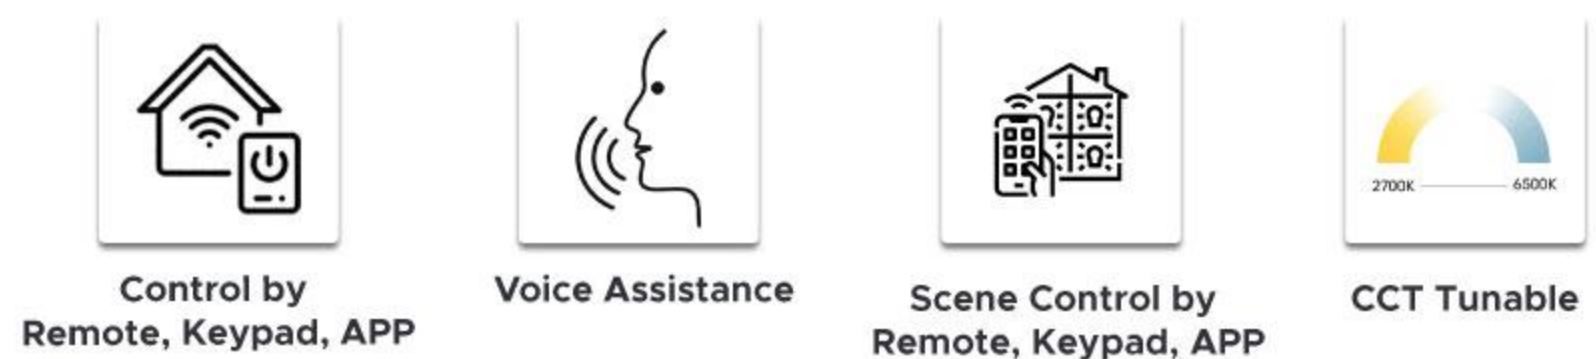 2700K
6500K
Control by
Remote, Keypad, APP
Voice Assistance
Scene Control by
Remote, Keypad, APP
CCT Tunable